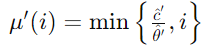 μ′(i) = min { ĉ′/θ̂′, i }